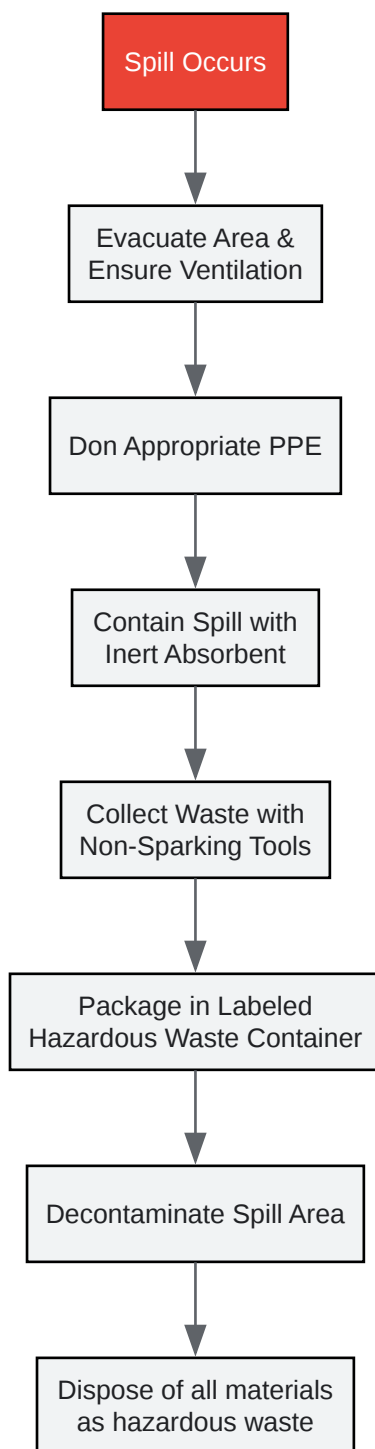 Spill Occurs
Evacuate Area &
Ensure Ventilation
Don Appropriate PPE
Contain Spill with
Inert Absorbent
Collect Waste with
Non-Sparking Tools
Package in Labeled
Hazardous Waste Container
Decontaminate Spill Area
Dispose of all materials
as hazardous waste